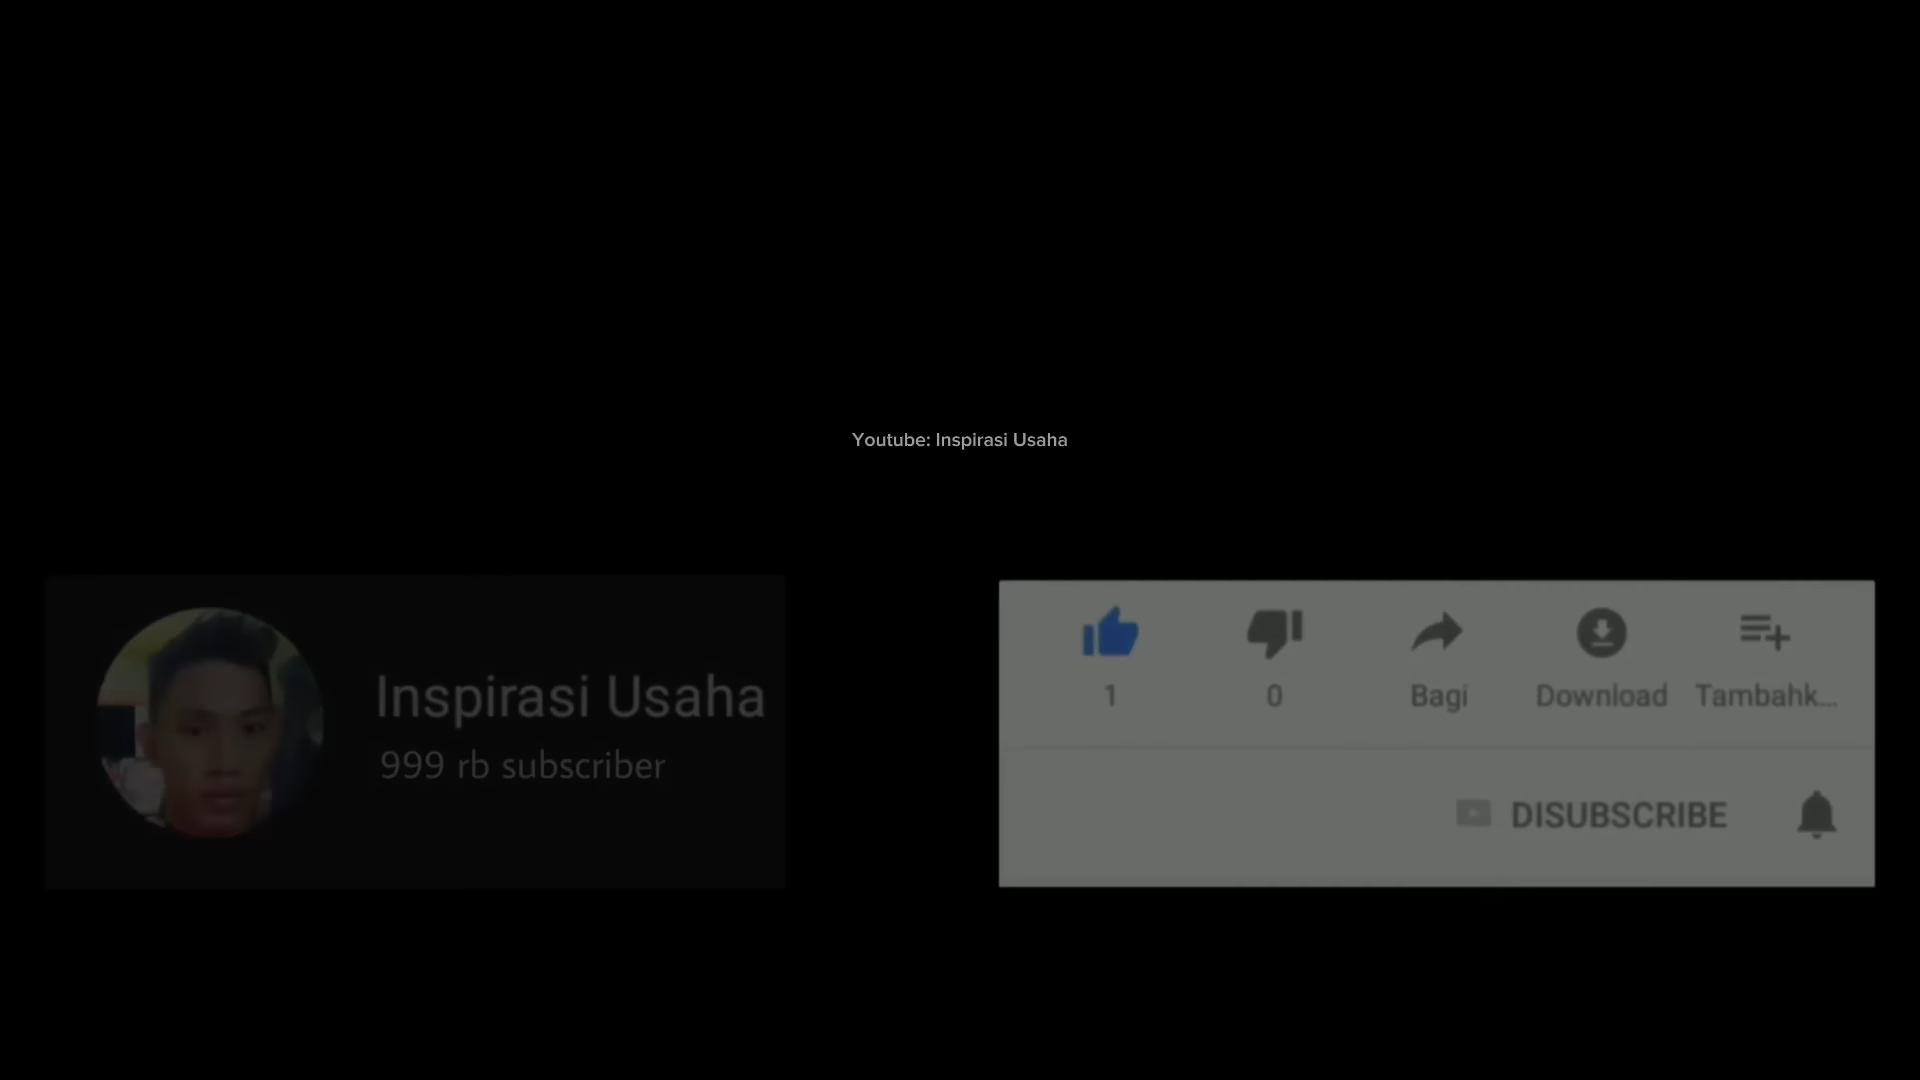 Youtube: Inspirasi Usaha
Inspirasi Usaha
999 rb subscriber
1
0
Bagi
Download
Tambahk...
DISUBSCRIBE